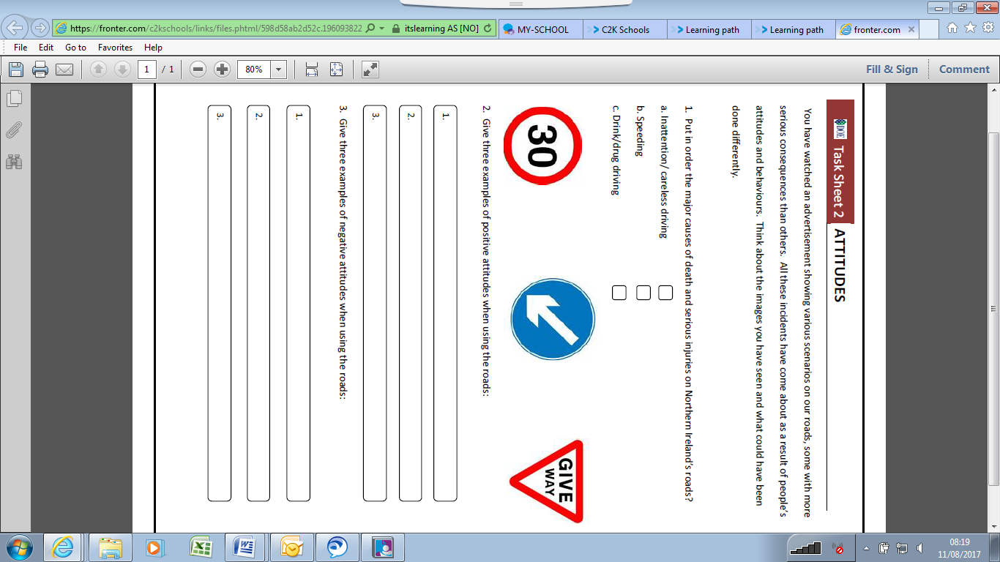 https://fronter.com/c2kschools/links/files.phtml/598d58ab2d52c.196093822
itslearning AS [NO]
MY-SCHOOL
C2K Schools
Learning path
Learning path
fronter.com
File Edit Go to Favorites Help
1 / 1
80%
Fill & Sign
Comment
DOE Task Sheet 2 ATTITUDES
You have watched an advertisement showing various scenarios on our roads, some with more
serious consequences than others. All these incidents have come about as a result of people's
attitudes and behaviours. Think about the images you have seen and what could have been
done differently.
1. Put in order the major causes of death and serious injuries on Northern Ireland's roads?
a. Inattention/ careless driving
b. Speeding
c. Drink/drug driving
30
GIVE
WAY
2. Give three examples of positive attitudes when using the roads:
1.
2.
3.
3. Give three examples of negative attitudes when using the roads:
1.
2.
3.
08:19
11/08/2017